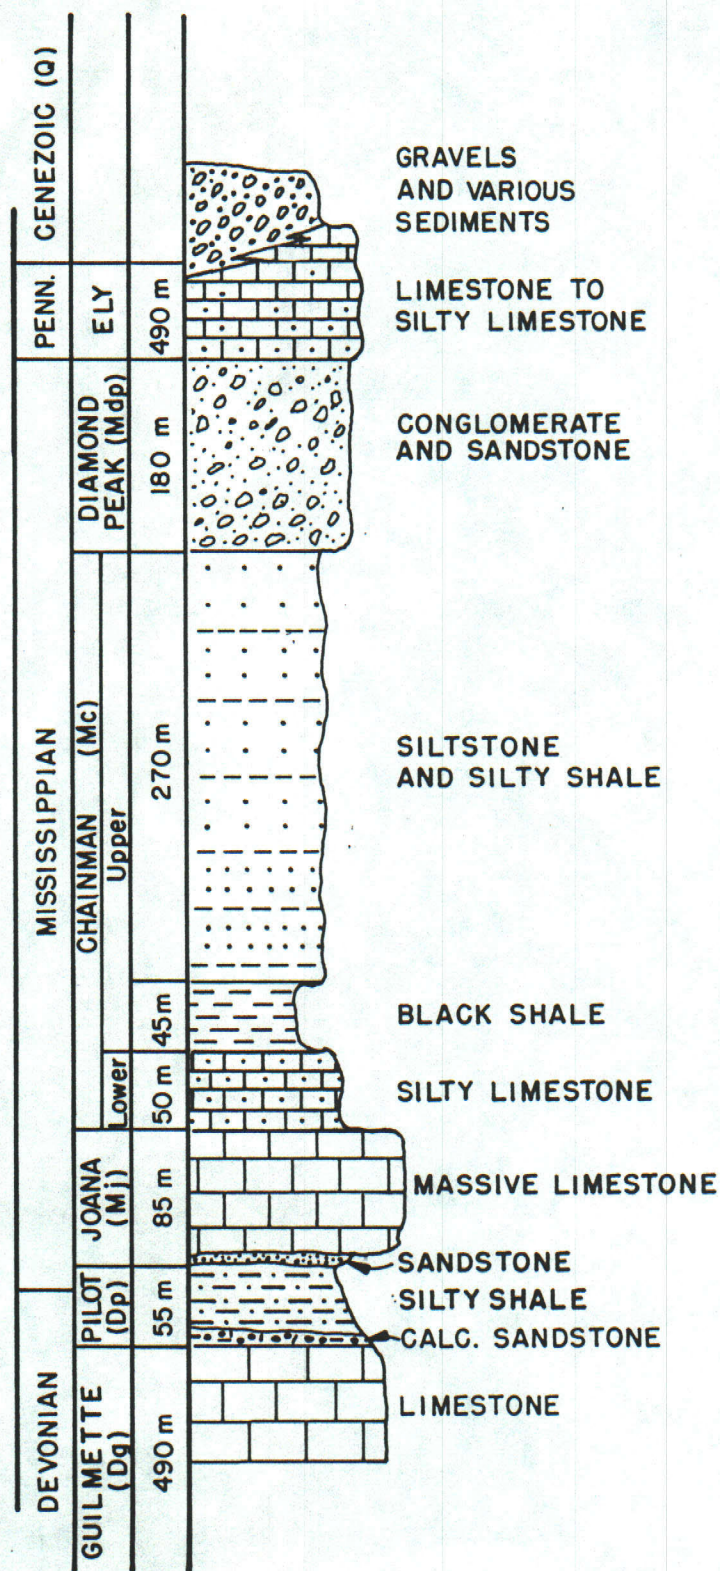 CENEZOIC (Q)
GRAVELS
AND VARIOUS
SEDIMENTS
PENN.
ELY
490 m
LIMESTONE TO
SILTY LIMESTONE
DIAMOND
PEAK (Mdp)
180 m
CONGLOMERATE
AND SANDSTONE
MISSISSIPPIAN
CHAINMAN (Mc)
Upper
270 m
SILTSTONE
AND SILTY SHALE
45m
BLACK SHALE
Lower
50 m
SILTY LIMESTONE
JOANA
(Mj)
85 m
MASSIVE LIMESTONE
SANDSTONE
PILOT
(Dp)
55 m
SILTY SHALE
CALC. SANDSTONE
DEVONIAN
GUILMETTE
(Dg)
490 m
LIMESTONE